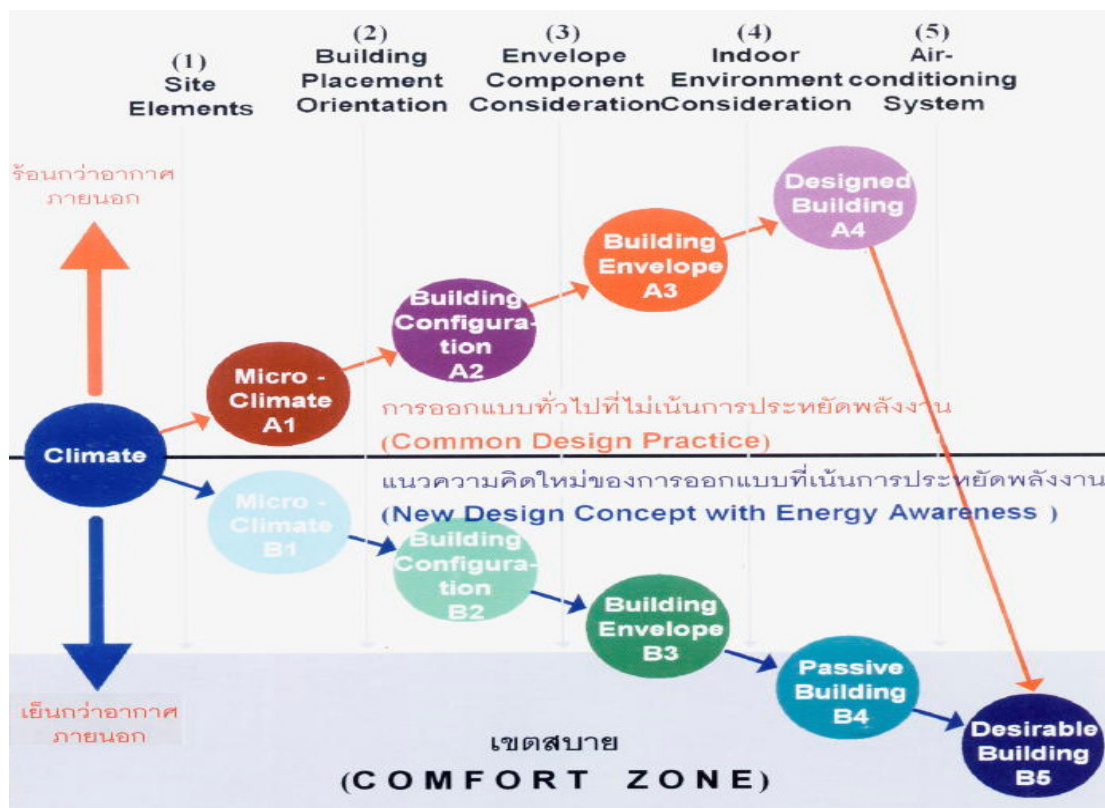 (1)
Site
Elements
(2)
Building
Placement
Orientation
(3)
Envelope
Component
Consideration
(4)
Indoor
Environment
Consideration
(5)
Air-
conditioning
System
ร้อนกว่าอากาศ
ภายนอก
Designed
Building
A4
Building
Envelope
A3
Building
Configura-
tion
A2
Micro -
Climate
A1
การออกแบบทั่วไปที่ไม่เน้นการประหยัดพลังงาน
(Common Design Practice)
Climate
แนวความคิดใหม่ของการออกแบบที่เน้นการประหยัดพลังงาน
(New Design Concept with Energy Awareness )
Micro -
Climate
B1
Building
Configura-
tion
B2
Building
Envelope
B3
Passive
Building
B4
Desirable
Building
B5
เย็นกว่าอากาศ
ภายนอก
เขตสบาย
(COMFORT ZONE)